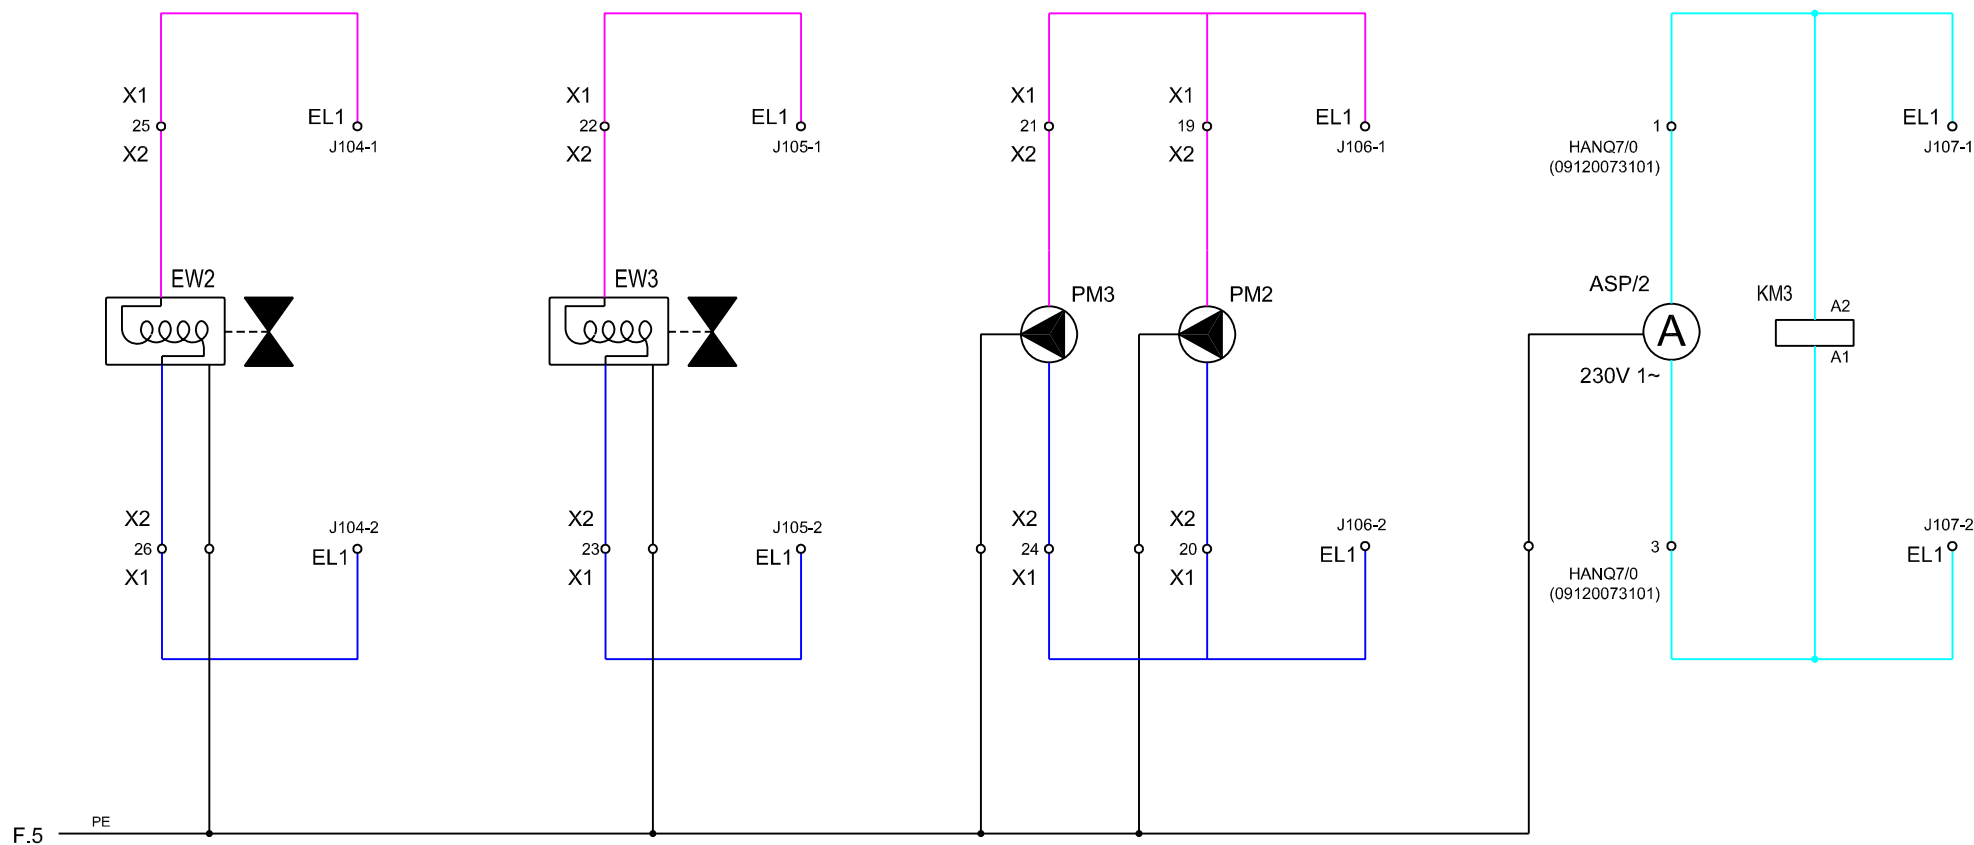 X1
25
X2
EL1
J104-1
EW2
X2
26
X1
J104-2
EL1
X1
22
X2
EL1
J105-1
EW3
X2
23
X1
J105-2
EL1
X1
21
X2
X1
19
X2
EL1
J106-1
PM3
PM2
X2
24
X1
X2
20
X1
J106-2
EL1
1
HANQ7/0
(09120073101)
EL1
J107-1
ASP/2
A
230V 1~
KM3
A2
A1
3
HANQ7/0
(09120073101)
J107-2
EL1
F.5
PE